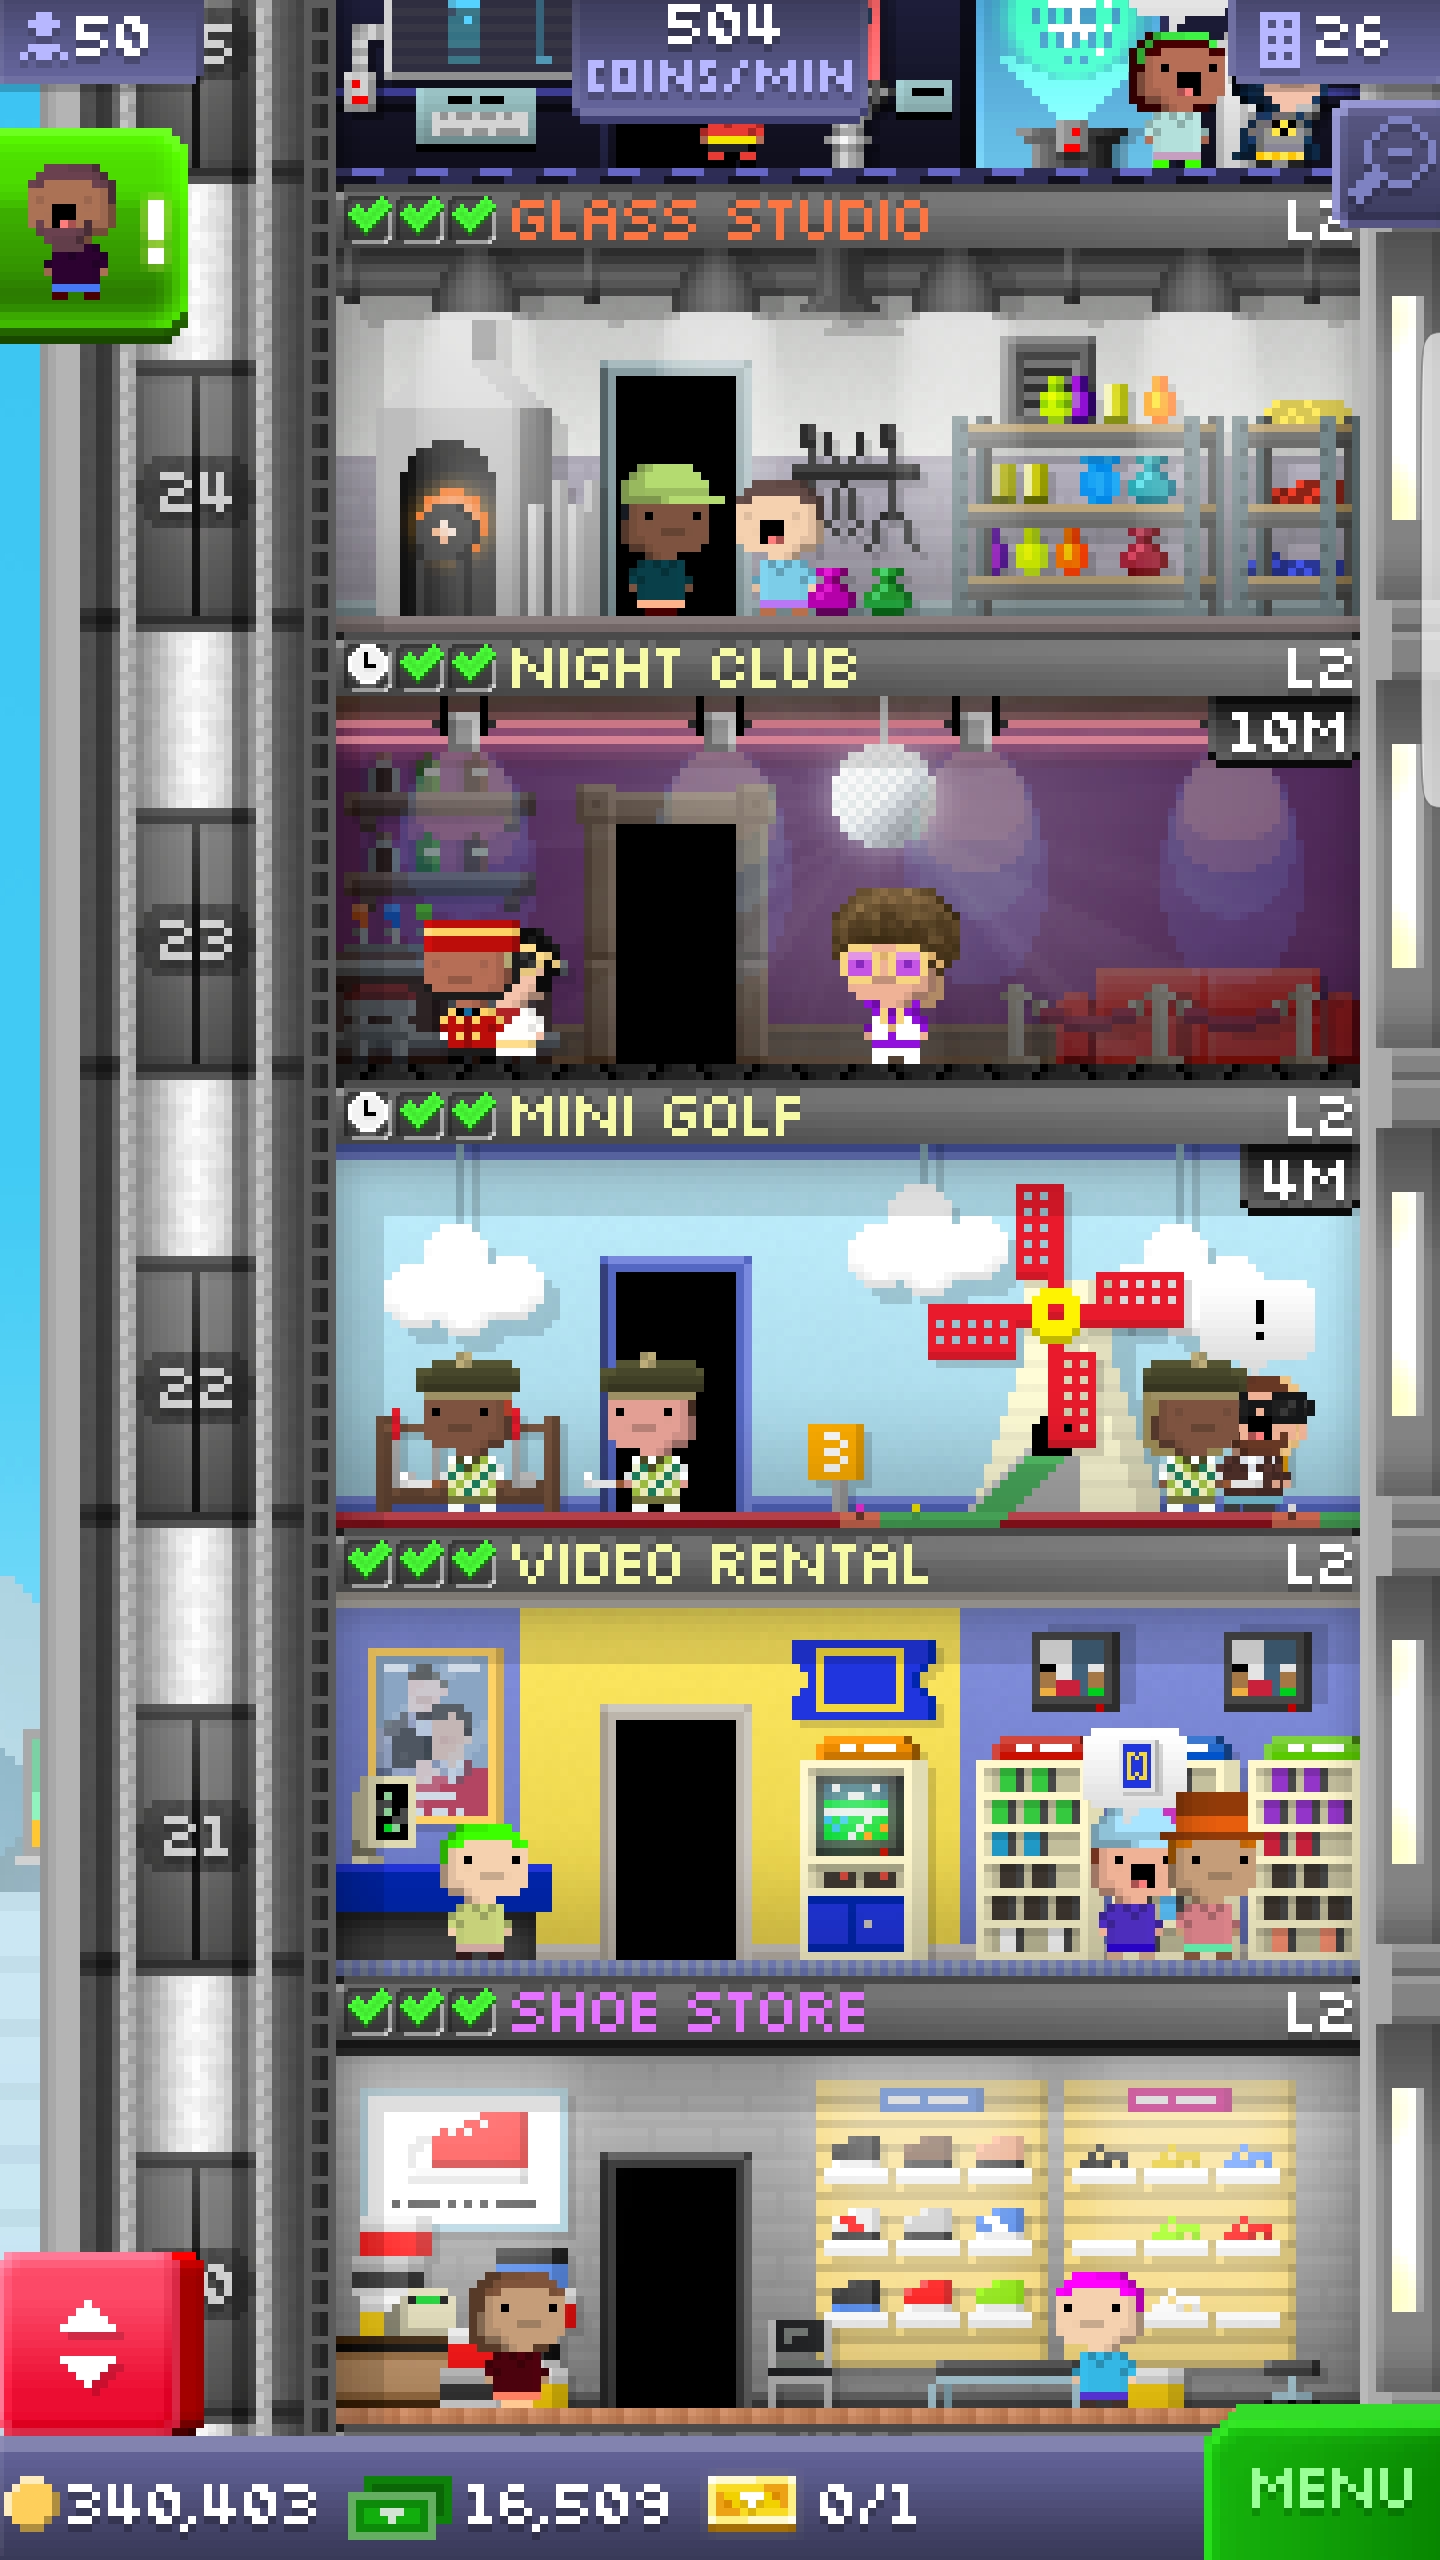 50
504
COINS/MIN
26
!
GLASS STUDIO
24
NIGHT CLUB L2
10M
23
MINI GOLF L2
4M
!
22
3
VIDEO RENTAL L2
21
SHOE STORE L2
340,403 16,509 0/1
MENU